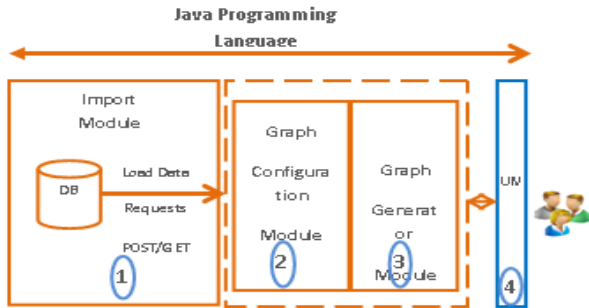 Java Programming
Language
Import
Module
DB
Load Data
Requests
POST/GET
1
Graph
Configura
tion
Module
2
Graph
Generat
or
Module
3
4